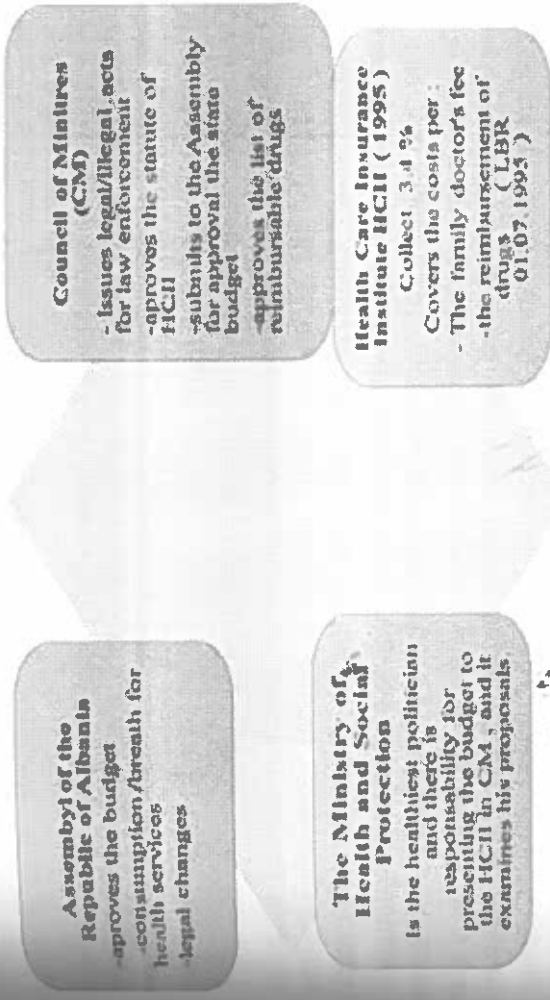 Assembyl of the
Republic of Albania
-aproves the budget
-consumption/breath for
health services
-legal changes
Council of Minitres
(CM)
- Issues legal/illegal acts
for law enforcement
-aproves the statute of
HCII
-submits to the Assembly
for approval the state
budget
-approves the list of
reimbursable drugs
The Ministry of
Health and Social
Protection
Is the healthiest politician
and there is
responsability for
presenting the budget to
the HCII in CM , and it
examines his proposals
Health Care Insurance
Institute HCII ( 1995)
Collect 3.4 %
Covers the costs per :
- The family doctor's fee
-the reimbursement of
drugs ( LBR
01.07.1995 )